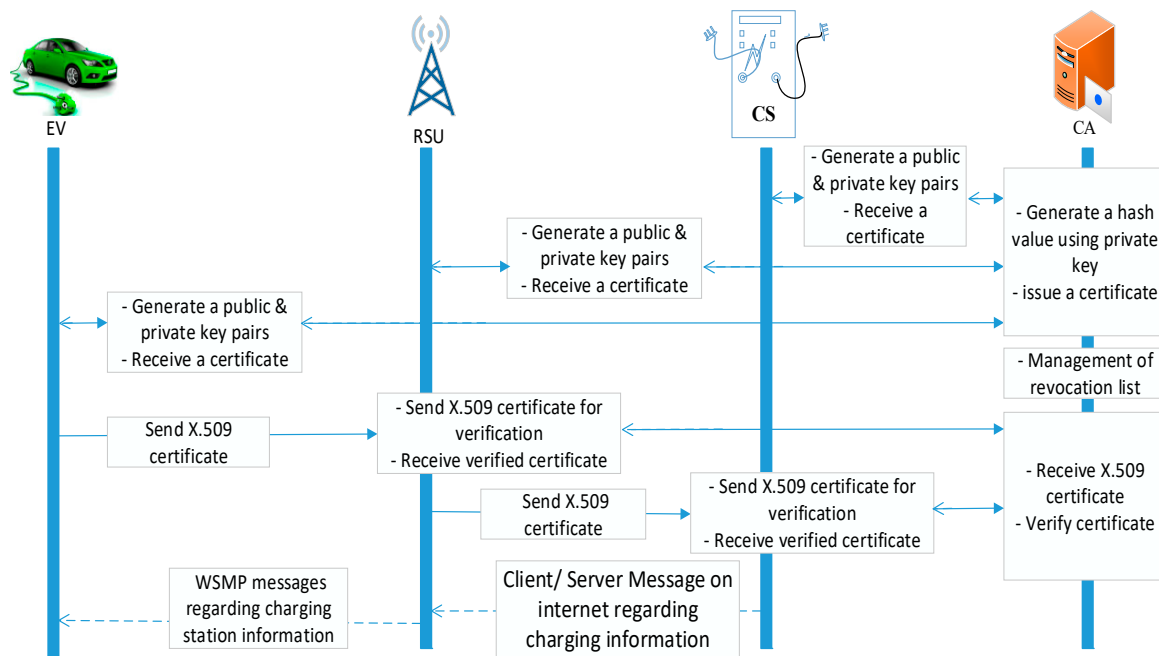 EV
RSU
CS
CA
- Generate a public
& private key pairs
- Receive a
certificate
- Generate a hash
value using private
key
- issue a certificate
- Generate a public &
private key pairs
- Receive a certificate
- Generate a public &
private key pairs
- Receive a certificate
- Management of
revocation list
Send X.509
certificate
- Send X.509 certificate for
verification
- Receive verified certificate
- Receive X.509
certificate
- Verify certificate
Send X.509
certificate
- Send X.509 certificate for
verification
- Receive verified certificate
WSMP messages
regarding charging
station information
Client/ Server Message on
internet regarding
charging information